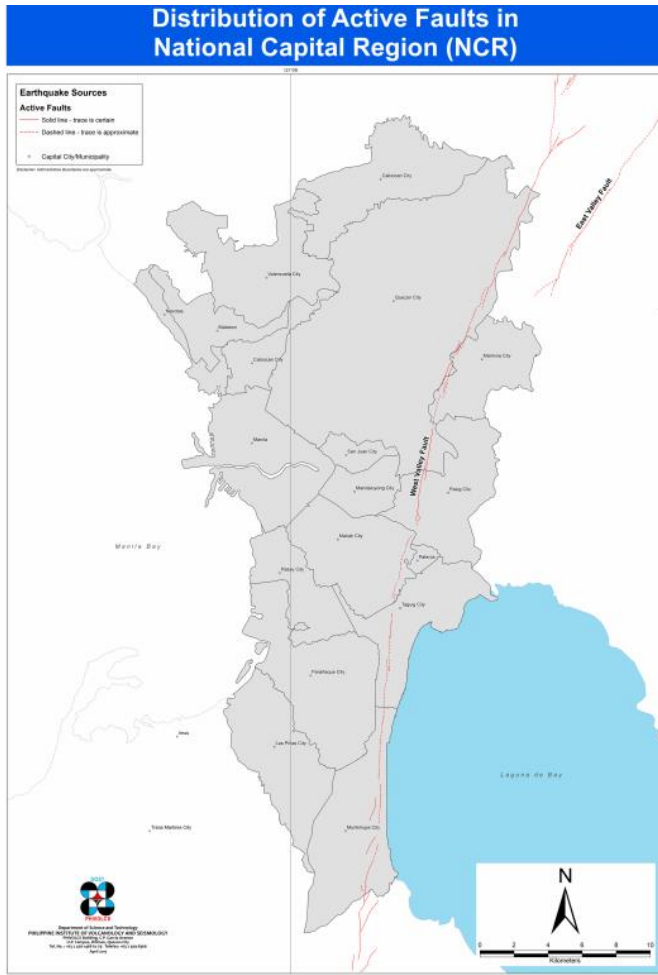 Distribution of Active Faults in
National Capital Region (NCR)
Earthquake Sources
Active Faults
Solid line - trace is certain
Dashed line - trace is approximate
Capital City/Municipality
Caloocan City
East Valley Fault
Valenzuela City
Quezon City
Navotas
Malabon
Caloocan City
Marikina City
Manila
San Juan City
West Valley Fault
Mandaluyong City
Pasig City
Makati City
Manila Bay
Pateros
Pasay City
Taguig City
Parañaque City
Imus
Las Piñas City
Laguna de Bay
Trece Martires City
Muntinlupa City
N
PHIVOLCS
Department of Science and Technology
PHILIPPINE INSTITUTE OF VOLCANOLOGY AND SEISMOLOGY
0 2 4 6 8 10
Kilometers